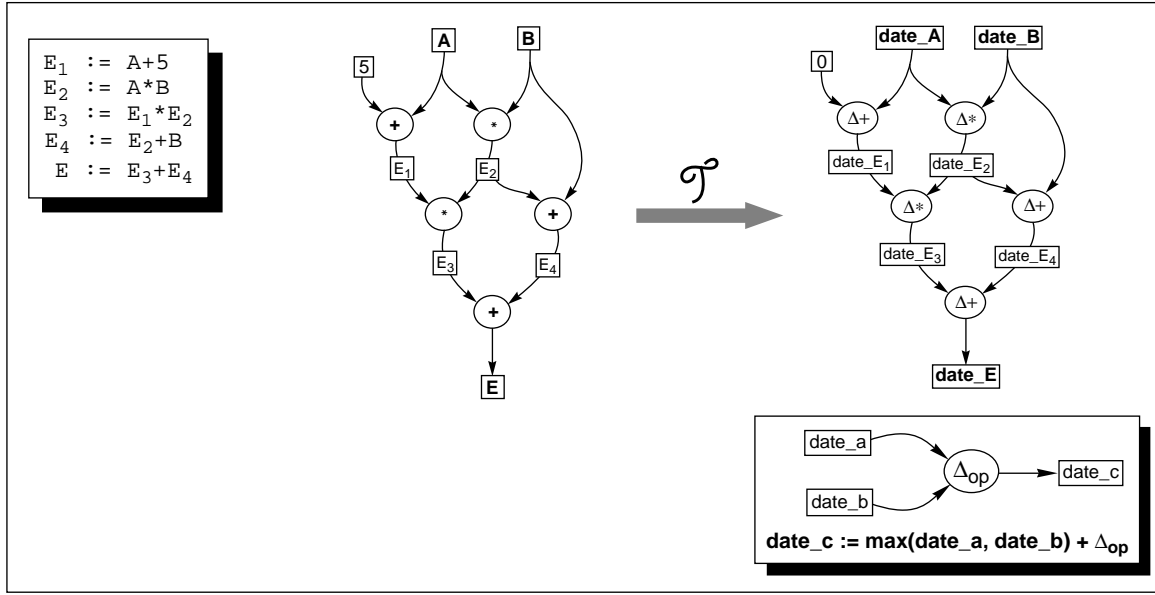 E1 := A+5
E2 := A*B
E3 := E1*E2
E4 := E2+B
E := E3+E4
A
B
5
+
*
E1
E2
*
+
E3
E4
+
E
𝒯
date_A
date_B
0
Δ+
Δ*
date_E1
date_E2
Δ*
Δ+
date_E3
date_E4
Δ+
date_E
date_a
Δop
date_c
date_b
date_c := max(date_a, date_b) + Δop